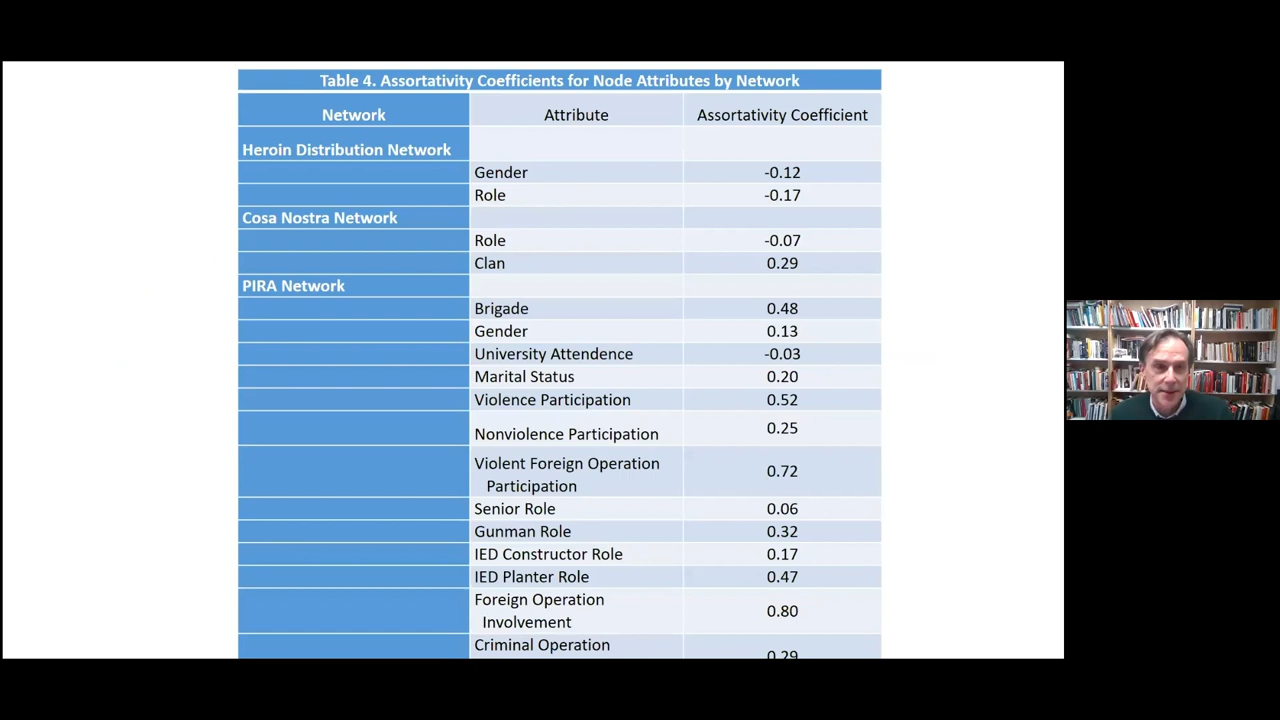 Table 4. Assortativity Coefficients for Node Attributes by Network
Network Attribute Assortativity Coefficient
Heroin Distribution Network
Gender -0.12
Role -0.17
Cosa Nostra Network
Role -0.07
Clan 0.29
PIRA Network
Brigade 0.48
Gender 0.13
University Attendence -0.03
Marital Status 0.20
Violence Participation 0.52
Nonviolence Participation 0.25
Violent Foreign Operation
Participation 0.72
Senior Role 0.06
Gunman Role 0.32
IED Constructor Role 0.17
IED Planter Role 0.47
Foreign Operation
Involvement 0.80
Criminal Operation
0.29